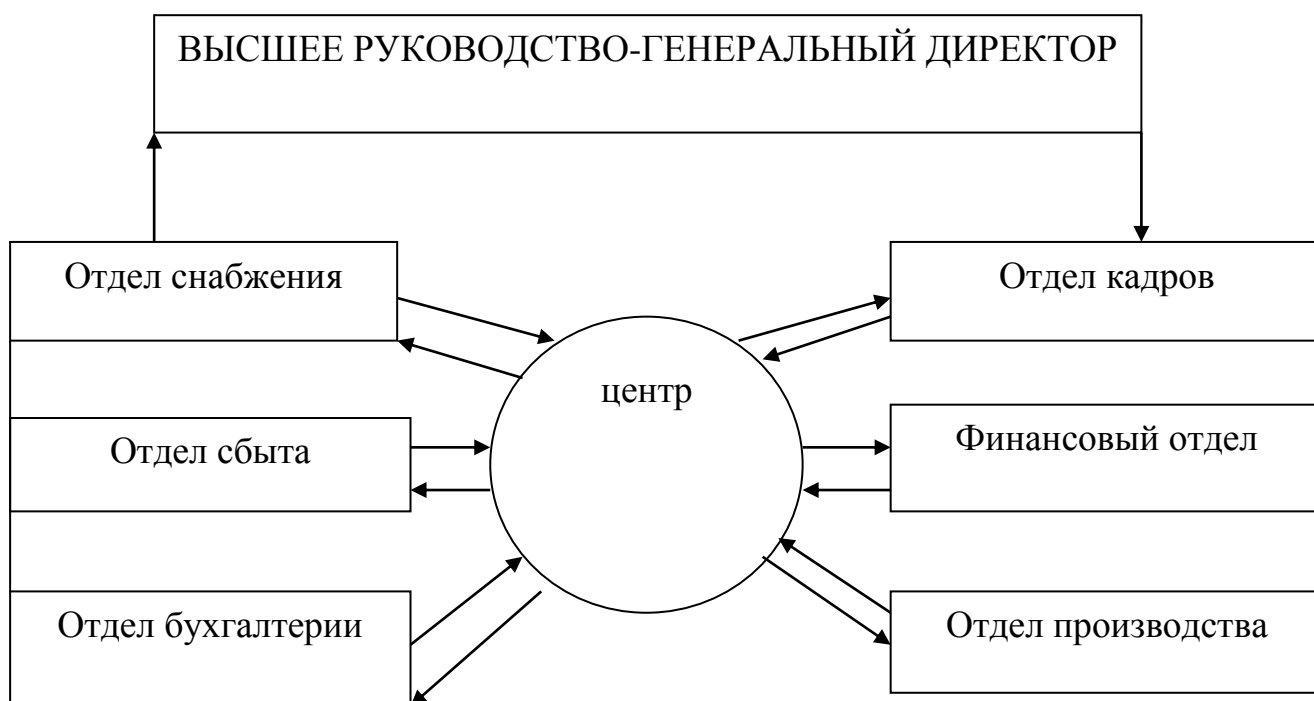 ВЫСШЕЕ РУКОВОДСТВО-ГЕНЕРАЛЬНЫЙ ДИРЕКТОР
Отдел снабжения
Отдел кадров
центр
Отдел сбыта
Финансовый отдел
Отдел бухгалтерии
Отдел производства